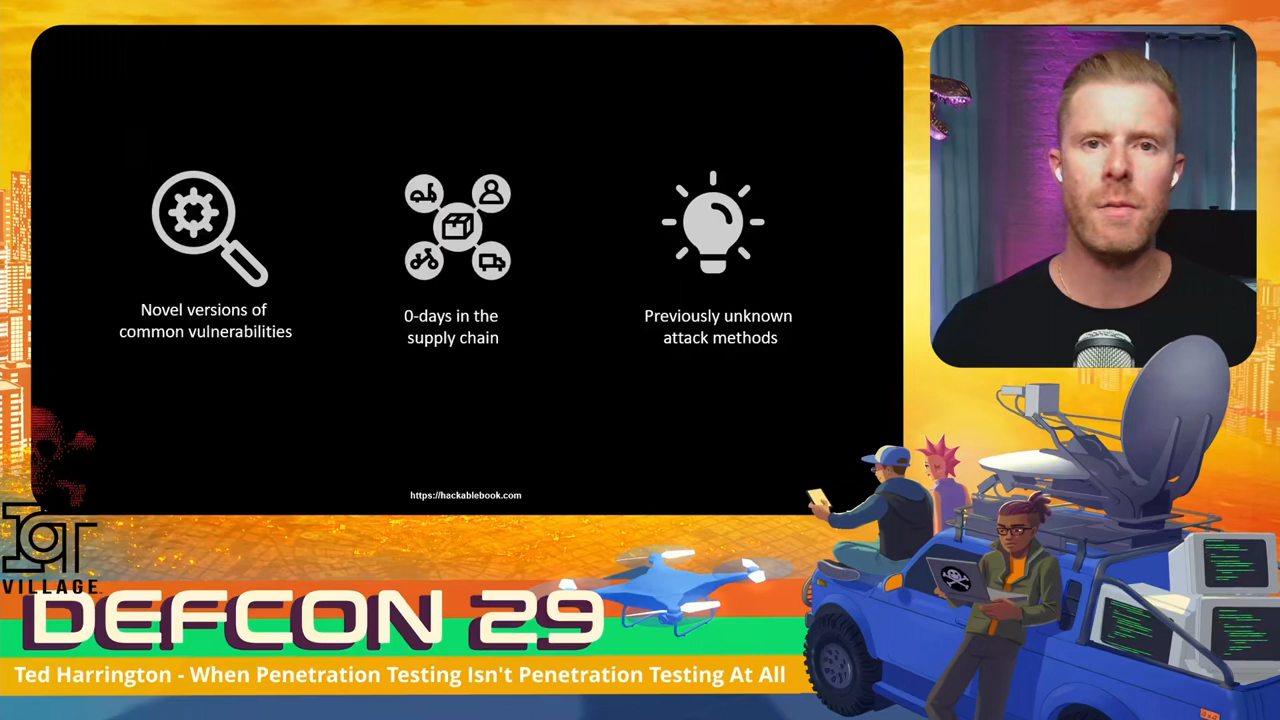 Novel versions of
common vulnerabilities
0-days in the
supply chain
Previously unknown
attack methods
https://hackablebook.com
IoT
VILLAGE
DEFCON 29
Ted Harrington - When Penetration Testing Isn't Penetration Testing At All